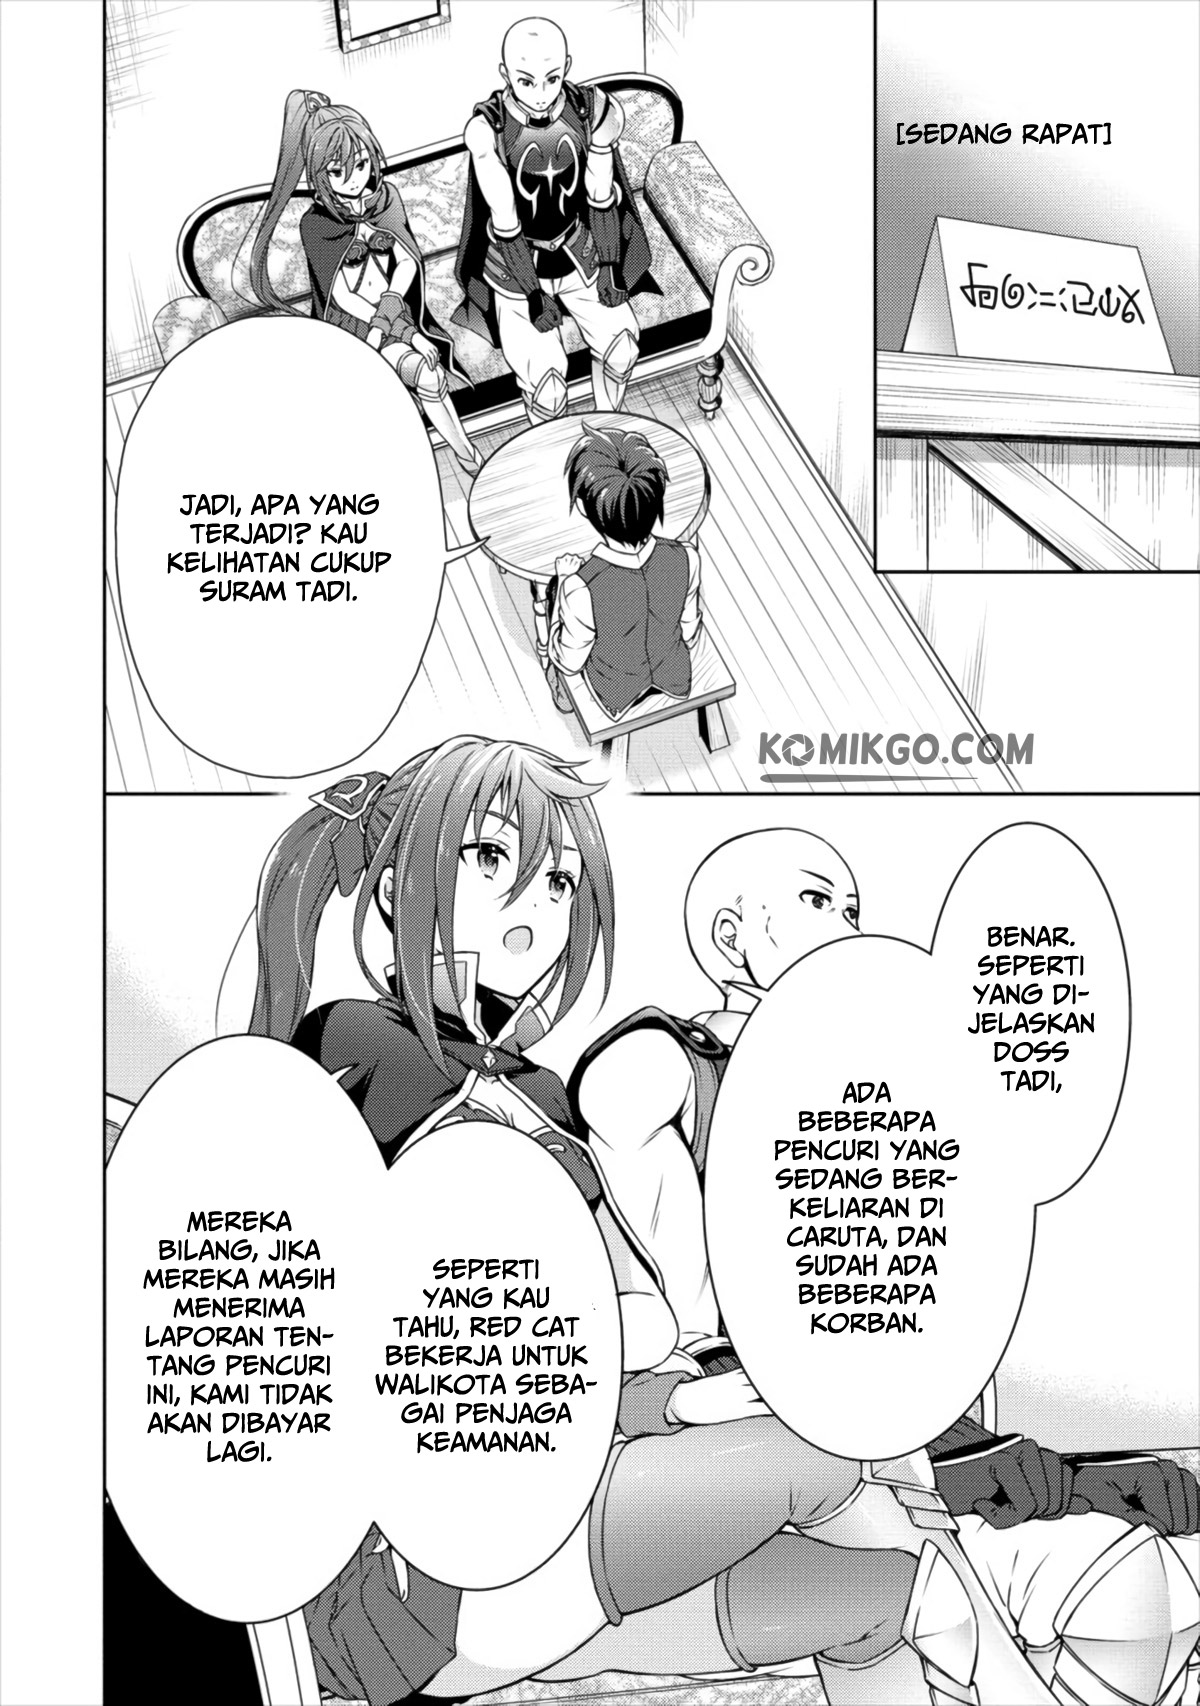 [SEDANG RAPAT]
JADI, APA YANG
TERJADI? KAU
KELIHATAN CUKUP
SURAM TADI.
KOMIKGO.COM
BENAR.
SEPERTI
YANG DI-
JELASKAN
DOSS
TADI,
ADA
BEBERAPA
PENCURI YANG
SEDANG BER-
KELIARAN DI
CARUTA, DAN
SUDAH ADA
BEBERAPA
KORBAN.
SEPERTI
YANG KAU
TAHU, RED CAT
BEKERJA UNTUK
WALIKOTA SEBA-
GAI PENJAGA
KEAMANAN.
MEREKA
BILANG, JIKA
MEREKA MASIH
MENERIMA
LAPORAN TEN-
TANG PENCURI
INI, KAMI TIDAK
AKAN DIBAYAR
LAGI.